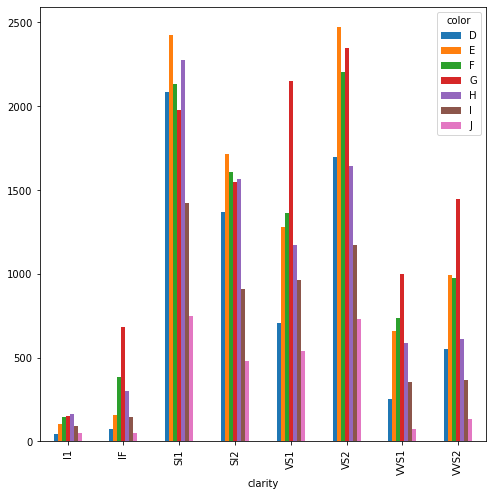 color
D
E
F
G
H
I
J
2500
2000
1500
1000
500
0
I1
IF
SI1
SI2
VS1
VS2
VVS1
VVS2
clarity